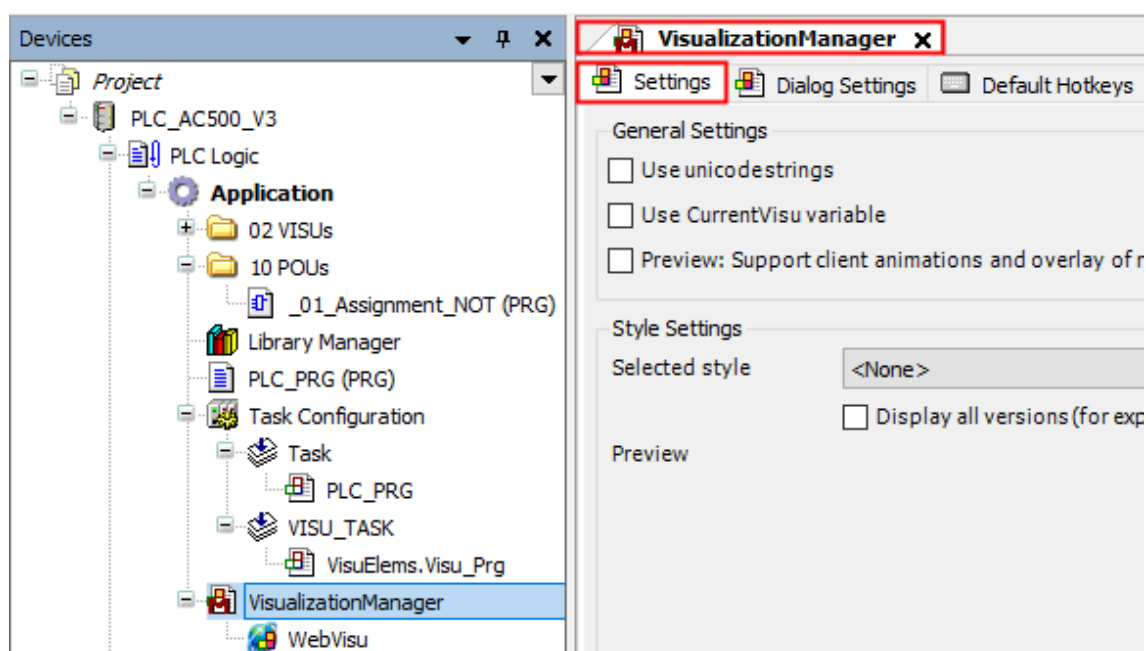 Devices
Project
PLC_AC500_V3
PLC Logic
Application
02 VISUs
10 POUs
_01_Assignment_NOT (PRG)
Library Manager
PLC_PRG (PRG)
Task Configuration
Task
PLC_PRG
VISU_TASK
VisuElems.Visu_Prg
VisualizationManager
WebVisu
VisualizationManager
Settings Dialog Settings Default Hotkeys
General Settings
Use unicodestrings
Use CurrentVisu variable
Preview: Support client animations and overlay of
Style Settings
Selected style <None>
Display all versions (for exp
Preview